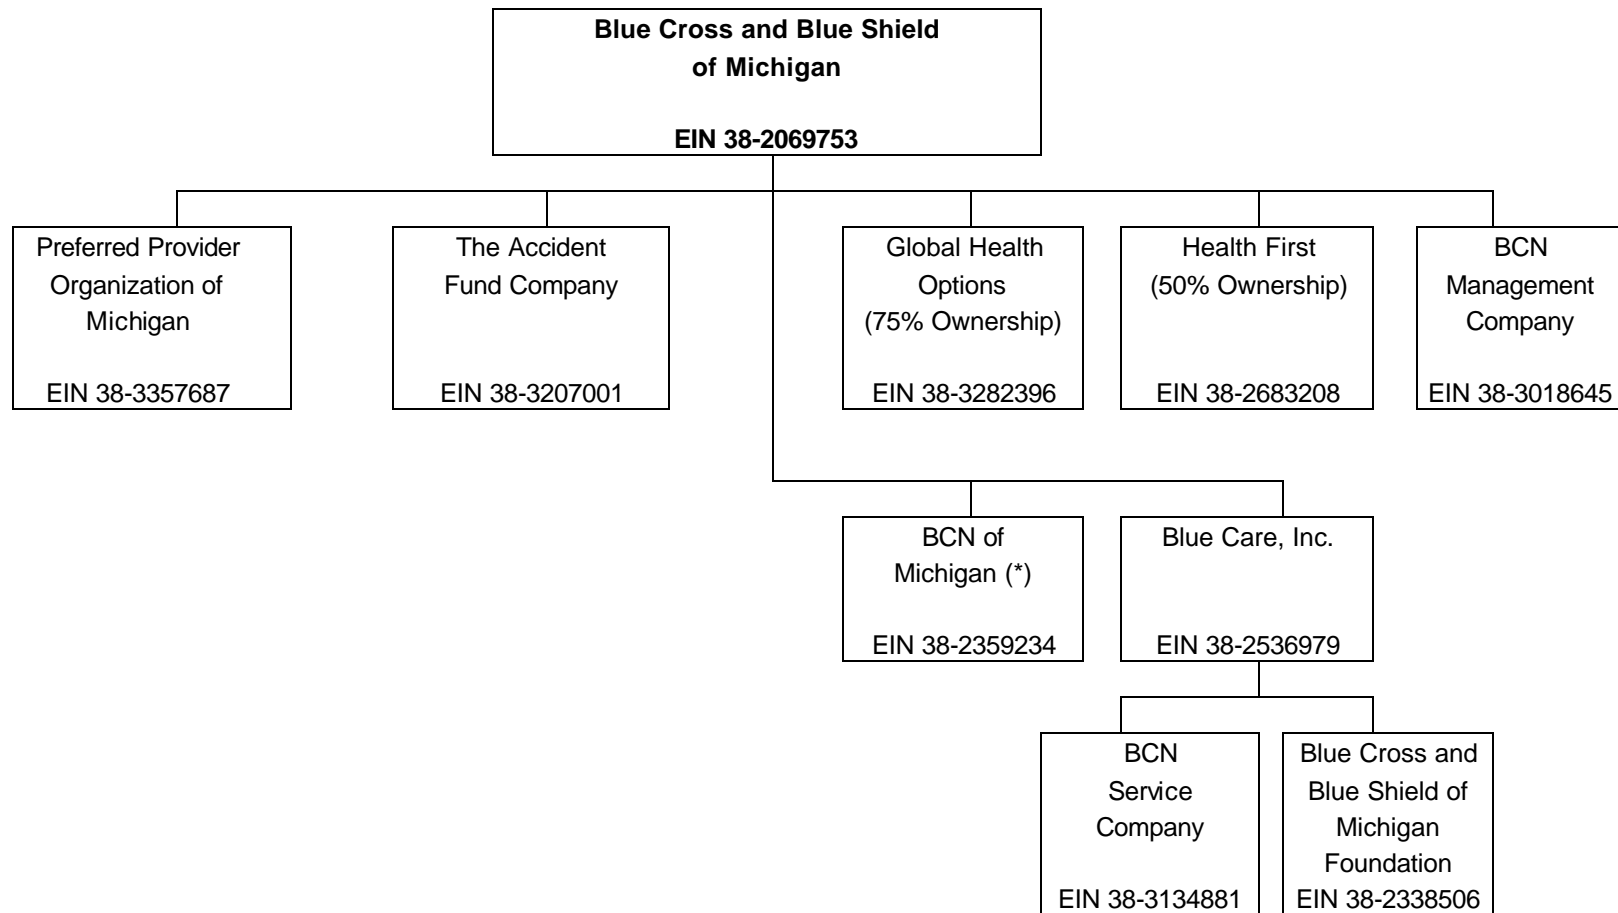 Blue Cross and Blue Shield
of Michigan
EIN 38-2069753
Preferred Provider
Organization of
Michigan
EIN 38-3357687
The Accident
Fund Company
EIN 38-3207001
Global Health
Options
(75% Ownership)
EIN 38-3282396
Health First
(50% Ownership)
EIN 38-2683208
BCN
Management
Company
EIN 38-3018645
BCN of
Michigan (*)
EIN 38-2359234
Blue Care, Inc.
EIN 38-2536979
BCN
Service
Company
EIN 38-3134881
Blue Cross and
Blue Shield of
Michigan
Foundation
EIN 38-2338506